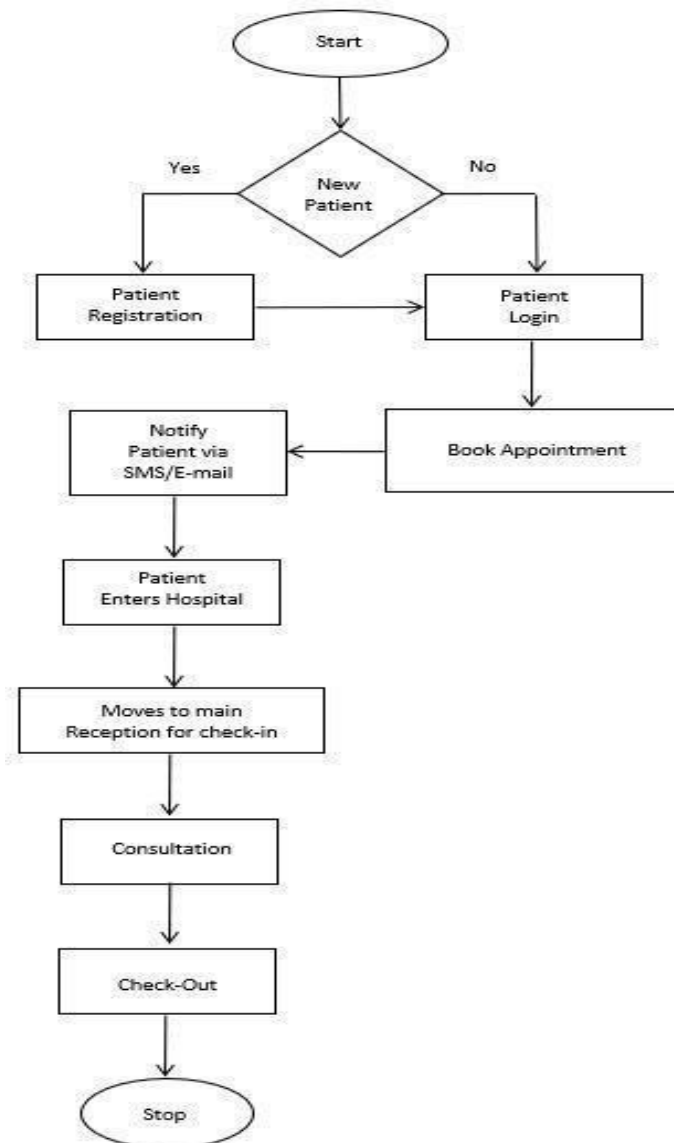 Start
Yes
No
New
Patient
Patient
Registration
Patient
Login
Book Appointment
Notify
Patient via
SMS/E-mail
Patient
Enters Hospital
Moves to main
Reception for check-in
Consultation
Check-Out
Stop